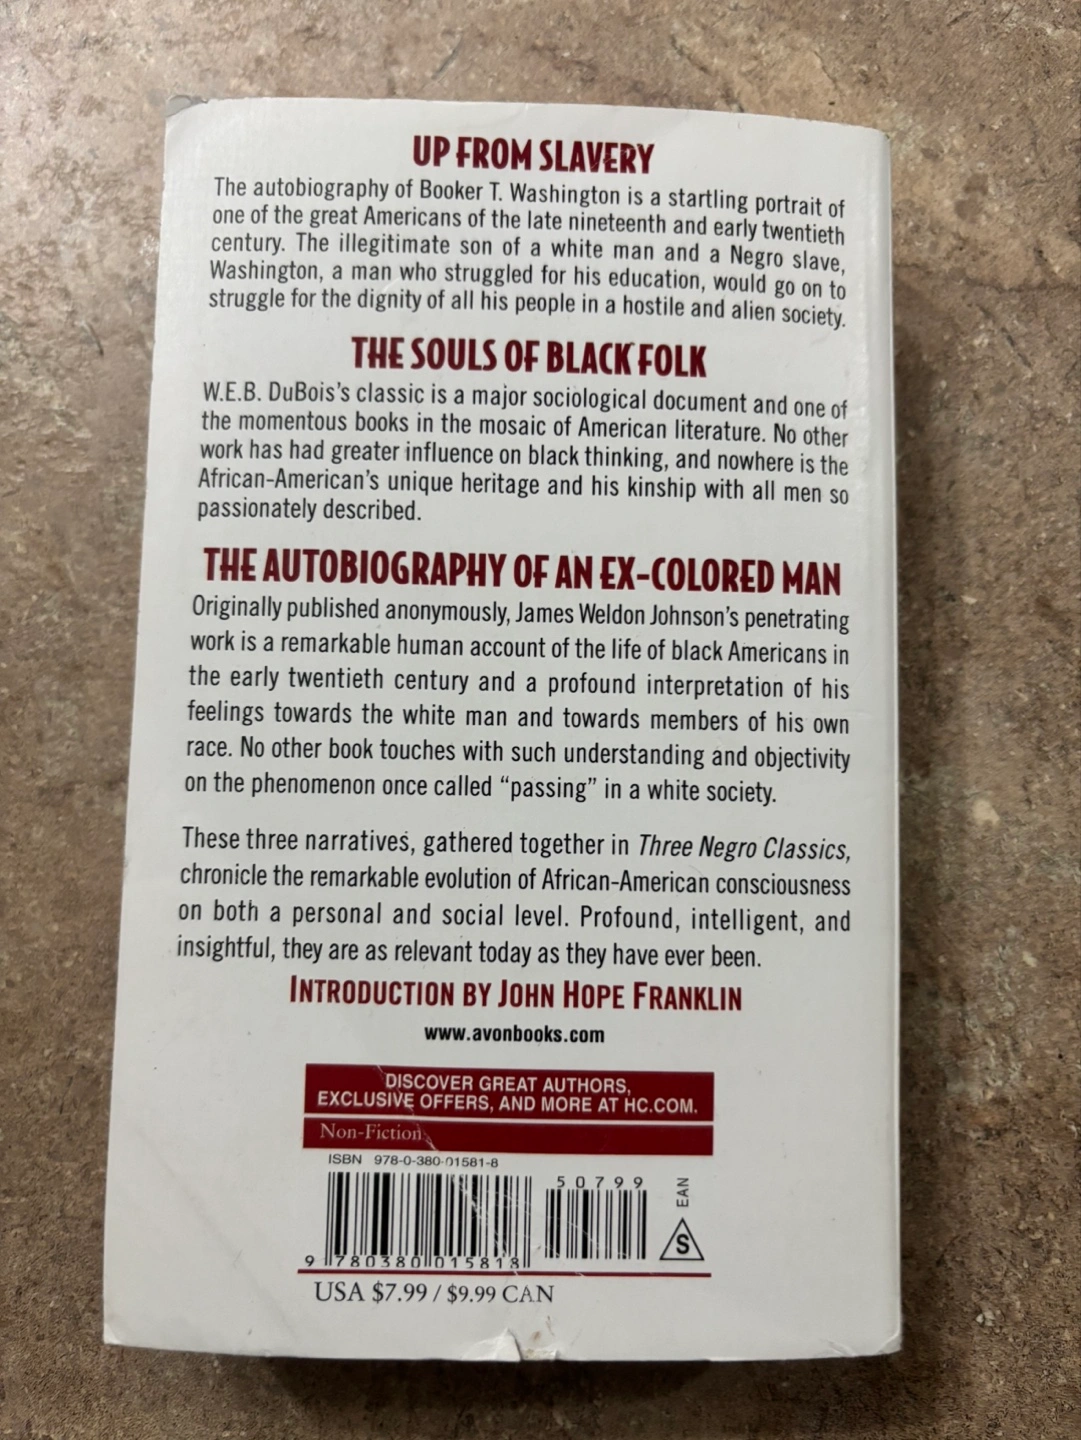 UP FROM SLAVERY
The autobiography of Booker T. Washington is a startling portrait of
one of the great Americans of the late nineteenth and early twentieth
century. The illegitimate son of a white man and a Negro slave,
Washington, a man who struggled for his education, would go on to
struggle for the dignity of all his people in a hostile and alien society.
THE SOULS OF BLACK FOLK
W.E.B. DuBois's classic is a major sociological document and one of
the momentous books in the mosaic of American literature. No other
work has had greater influence on black thinking, and nowhere is the
African-American's unique heritage and his kinship with all men so
passionately described.
THE AUTOBIOGRAPHY OF AN EX-COLORED MAN
Originally published anonymously, James Weldon Johnson's penetrating
work is a remarkable human account of the life of black Americans in
the early twentieth century and a profound interpretation of his
feelings towards the white man and towards members of his own
race. No other book touches with such understanding and objectivity
on the phenomenon once called “passing” in a white society.
These three narratives, gathered together in Three Negro Classics,
chronicle the remarkable evolution of African-American consciousness
on both a personal and social level. Profound, intelligent, and
insightful, they are as relevant today as they have ever been.
INTRODUCTION BY JOHN HOPE FRANKLIN
www.avonbooks.com
DISCOVER GREAT AUTHORS,
EXCLUSIVE OFFERS, AND MORE AT HC.COM.
Non-Fiction
ISBN 978-0-380-01581-8
50799
EAN
S
9 780380 015818
USA $7.99 / $9.99 CAN